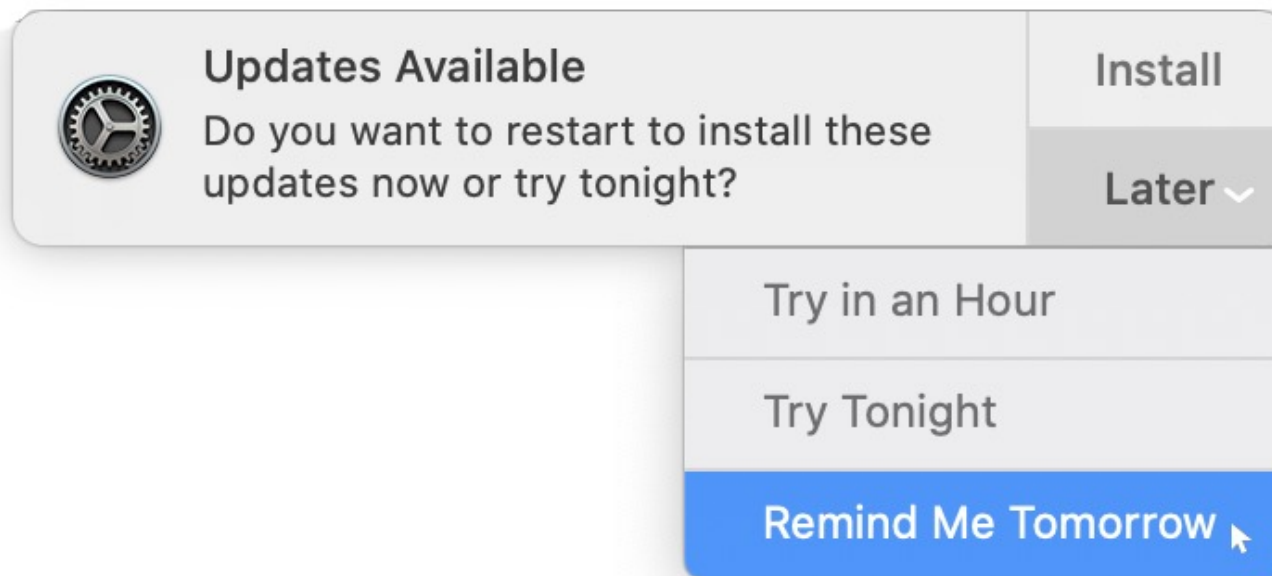 Updates Available
Install
Do you want to restart to install these
updates now or try tonight?
Later
Try in an Hour
Try Tonight
Remind Me Tomorrow